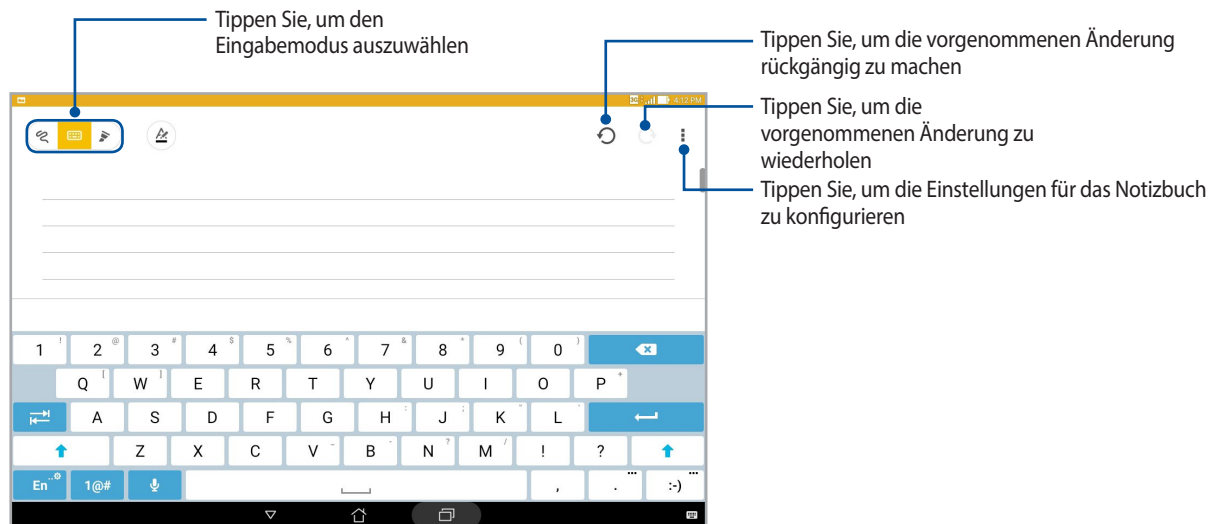 Tippen Sie, um den
Eingabemodus auszuwählen
Tippen Sie, um die vorgenommenen Änderung
rückgängig zu machen
Tippen Sie, um die
vorgenommenen Änderung zu
wiederholen
Tippen Sie, um die Einstellungen für das Notizbuch
zu konfigurieren
3G 4:12 PM
1 ! 2 @ 3 # 4 $ 5 % 6 ^ 7 & 8 * 9 ( 0 )
Q [ W ] E R T Y U I O P +
A S D F G H : J ; K " L '
Z X C V - B - N ? M / ! ?
En 1@# , . ... :-) ...